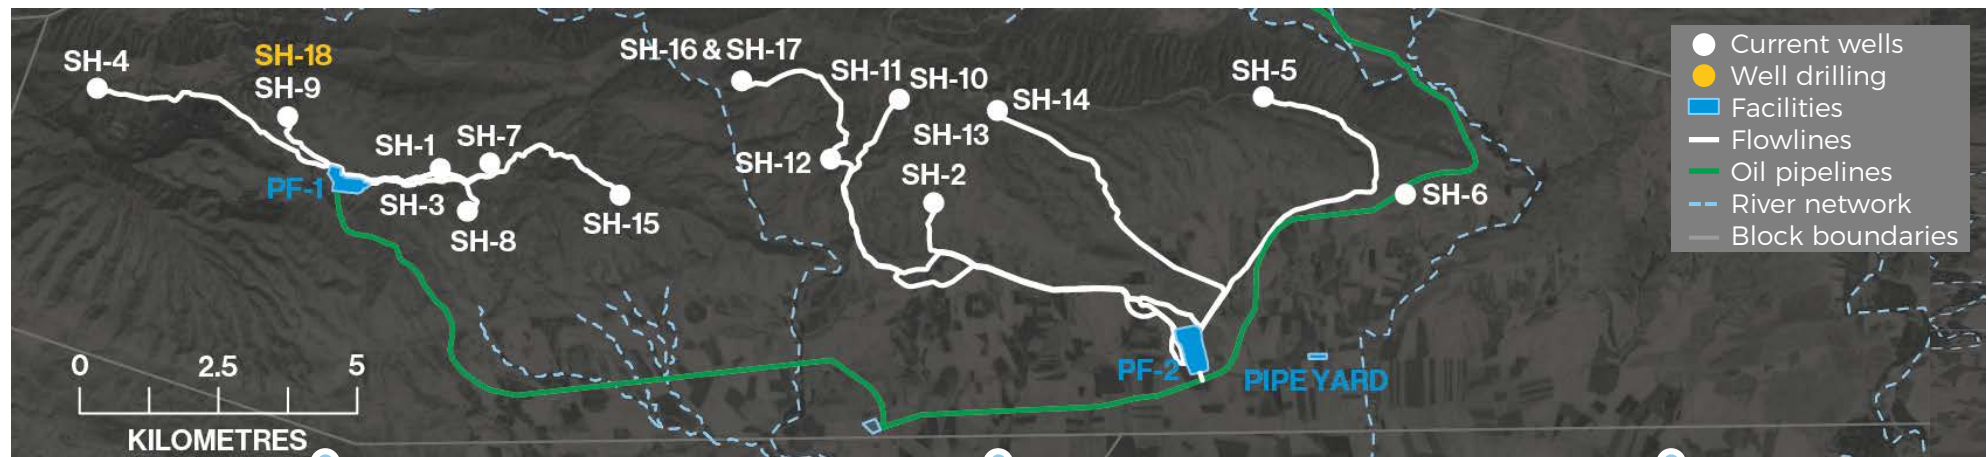 SH-4
SH-18
SH-9
SH-16 & SH-17
SH-11
SH-10
SH-14
SH-5
SH-1
SH-7
SH-12
SH-13
SH-2
PF-1
SH-3
SH-8
SH-15
SH-6
PF-2
PIPE YARD
0 2.5 5
KILOMETRES
Current wells
Well drilling
Facilities
Flowlines
Oil pipelines
River network
Block boundaries